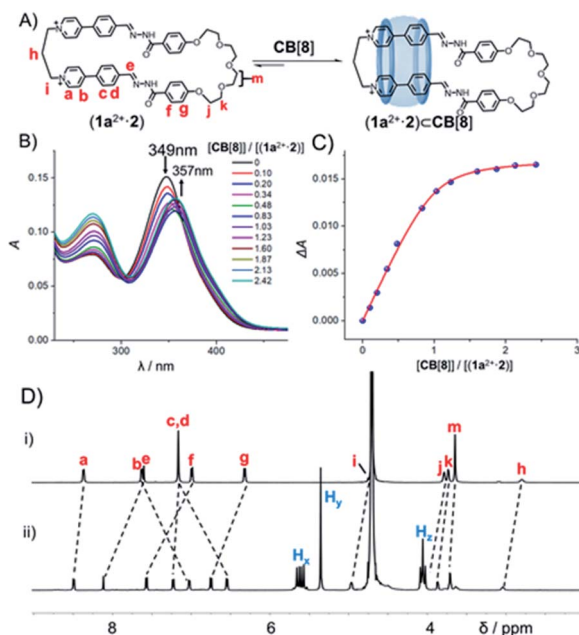 A)
CB[8]
h
i
a
b
c d
e
f
g
j
k
m
N+
N+
N
NH
O
O
O
O
N
NH
O
O
O
O
(1a²⁺·2)
N+
N+
N
NH
O
O
O
O
N
NH
O
O
O
O
(1a²⁺·2)⊂CB[8]
B)
349nm
357nm
[CB[8]] / [(1a²⁺·2)]
0
0.10
0.20
0.34
0.48
0.83
1.03
1.23
1.60
1.87
2.13
2.42
A
0.15
0.10
0.05
0.00
300
400
λ / nm
C)
ΔA
0.015
0.010
0.005
0.000
0
1
2
3
[CB[8]] / [(1a²⁺·2)]
D)
i)
a
b
e
c,d
f
g
i
j
k
m
h
ii)
Hx
Hy
Hz
8
6
4
δ / ppm